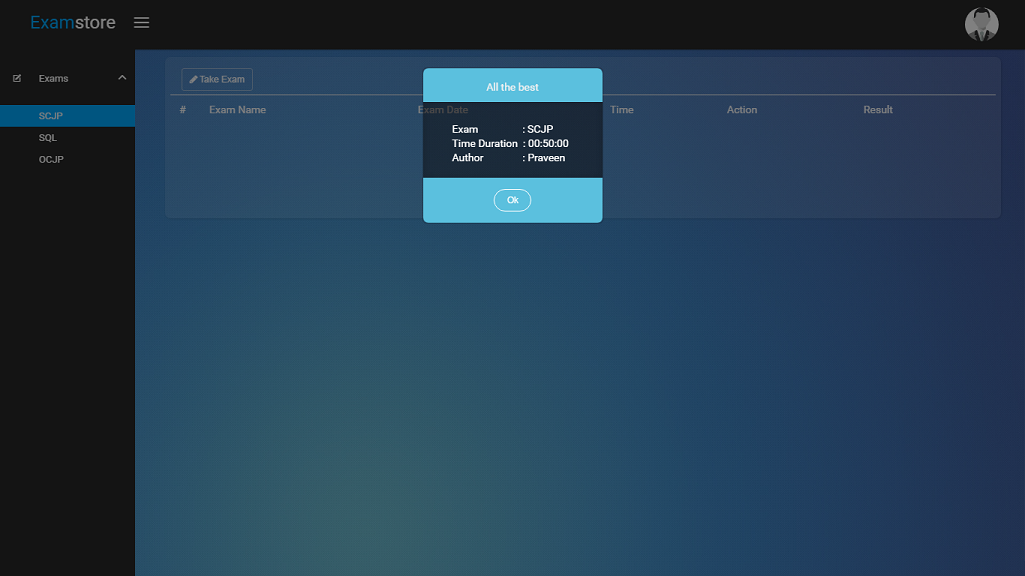 Examstore
Exams
SCJP
SQL
OCJP
Take Exam
# Exam Name Exam Date Time Action Result
All the best
Exam : SCJP
Time Duration : 00:50:00
Author : Praveen
Ok